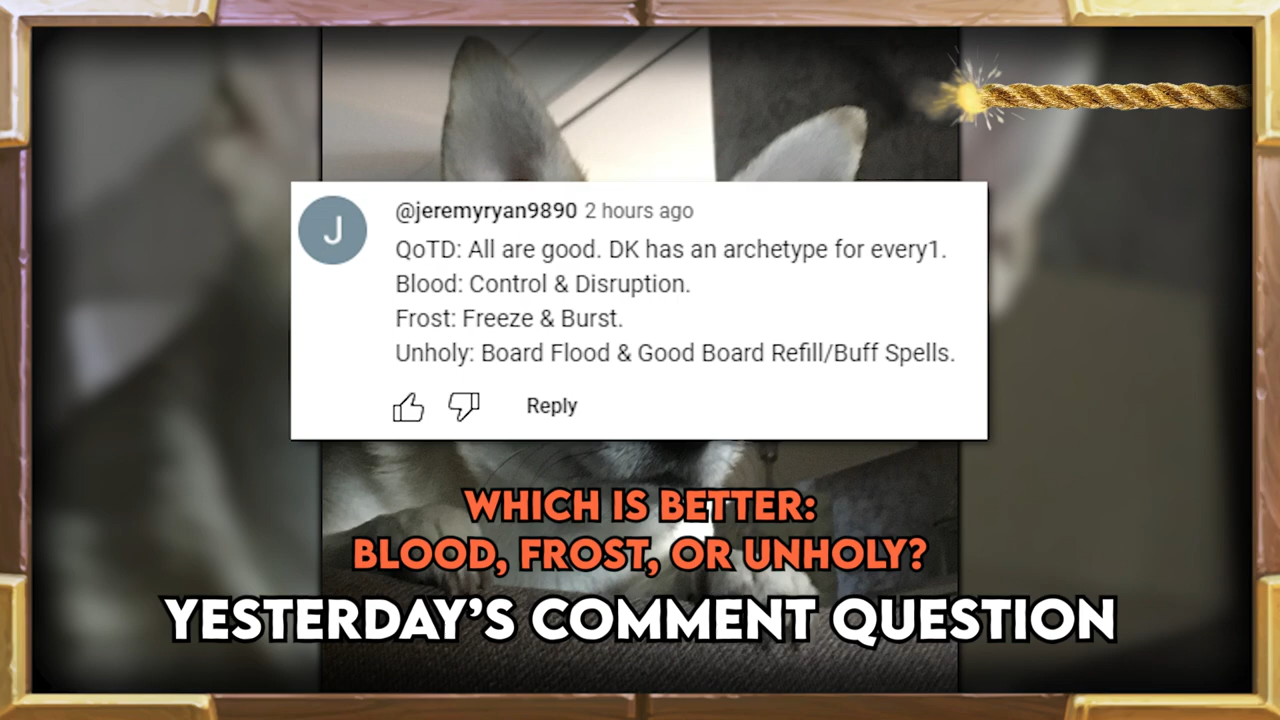 J
@jeremyryan9890 2 hours ago
QoTD: All are good. DK has an archetype for every1.
Blood: Control & Disruption.
Frost: Freeze & Burst.
Unholy: Board Flood & Good Board Refill/Buff Spells.
Reply
WHICH IS BETTER:
BLOOD, FROST, OR UNHOLY?
YESTERDAY'S COMMENT QUESTION